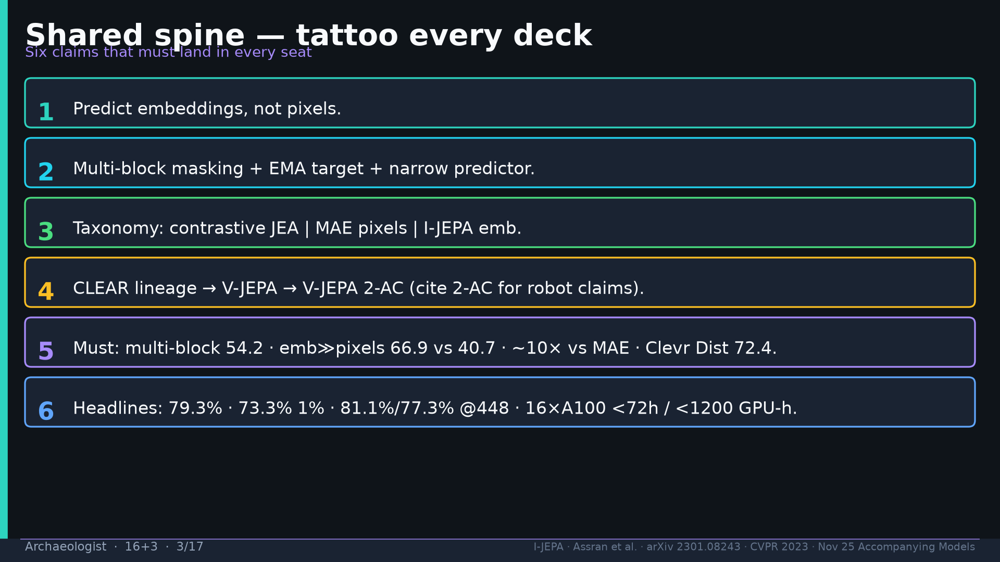 Shared spine — tattoo every deck
Six claims that must land in every seat
1 Predict embeddings, not pixels.
2 Multi-block masking + EMA target + narrow predictor.
3 Taxonomy: contrastive JEA | MAE pixels | I-JEPA emb.
4 CLEAR lineage → V-JEPA → V-JEPA 2-AC (cite 2-AC for robot claims).
5 Must: multi-block 54.2 · emb≫pixels 66.9 vs 40.7 · ~10× vs MAE · Clevr Dist 72.4.
6 Headlines: 79.3% · 73.3% 1% · 81.1%/77.3% @448 · 16×A100 <72h / <1200 GPU-h.
Archaeologist · 16+3 · 3/17
I-JEPA · Assran et al. · arXiv 2301.08243 · CVPR 2023 · Nov 25 Accompanying Models